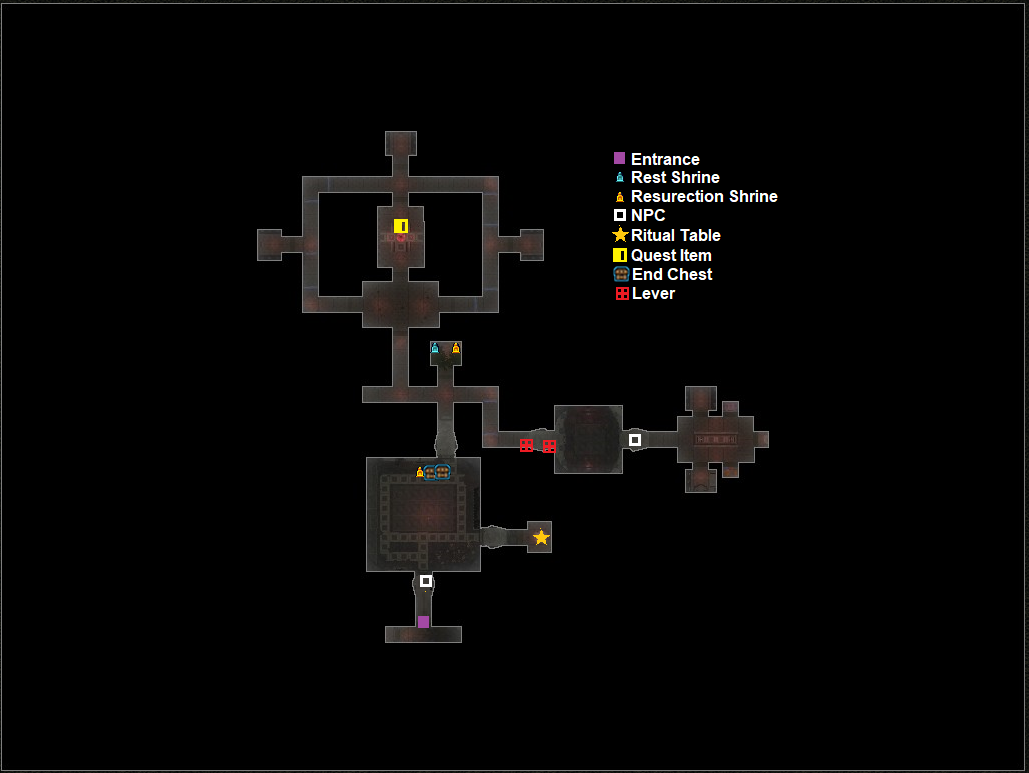 Entrance
Rest Shrine
Resurection Shrine
NPC
Ritual Table
Quest Item
End Chest
Lever